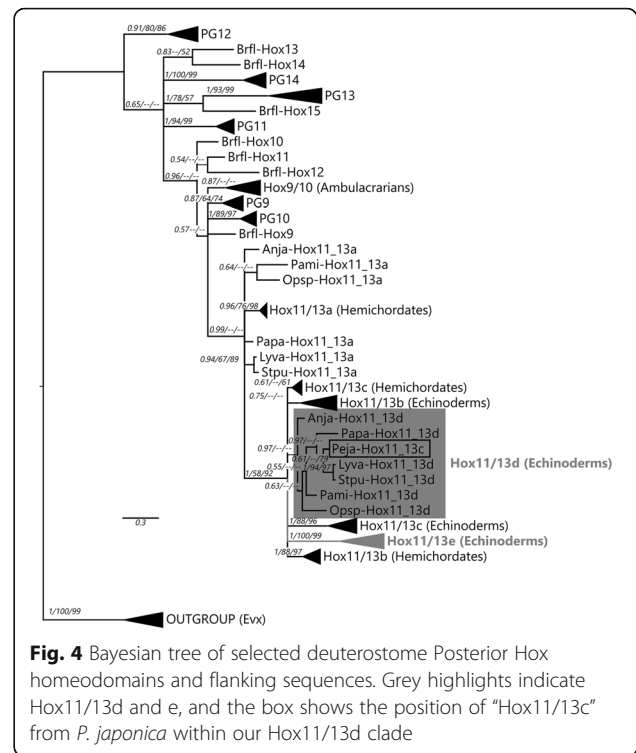 0.91/80/86
PG12
0.83/--/52
Brfl-Hox13
Brfl-Hox14
1/100/99
PG14
1/93/99
1/78/57
PG13
0.65/--/--
Brfl-Hox15
1/94/99
PG11
Brfl-Hox10
0.54/--/--
Brfl-Hox11
Brfl-Hox12
0.96/--/--
0.87/--/--
Hox9/10 (Ambulacrarians)
0.87/64/74
PG9
1/89/97
PG10
0.57/--/--
Brfl-Hox9
Anja-Hox11_13a
0.64/--/--
Pami-Hox11_13a
Opsp-Hox11_13a
0.96/76/98
Hox11/13a (Hemichordates)
0.99/--/--
Papa-Hox11_13a
0.94/67/89
Lyva-Hox11_13a
Stpu-Hox11_13a
0.61/--/61
Hox11/13c (Hemichordates)
0.75/--/--
Hox11/13b (Echinoderms)
Anja-Hox11_13d
0.97/--/--
Papa-Hox11_13d
0.97/--/--
Peja-Hox11_13c
0.61/--/79
0.55/--/--
1/94/97
Lyva-Hox11_13d
Hox11/13d (Echinoderms)
Stpu-Hox11_13d
0.63/--/--
1/58/92
Pami-Hox11_13d
Opsp-Hox11_13d
0.3
1/88/96
Hox11/13c (Echinoderms)
1/100/99
Hox11/13e (Echinoderms)
1/88/97
Hox11/13b (Hemichordates)
1/100/99
OUTGROUP (Evx)
Fig. 4 Bayesian tree of selected deuterostome Posterior Hox
homeodomains and flanking sequences. Grey highlights indicate
Hox11/13d and e, and the box shows the position of “Hox11/13c”
from P. japonica within our Hox11/13d clade